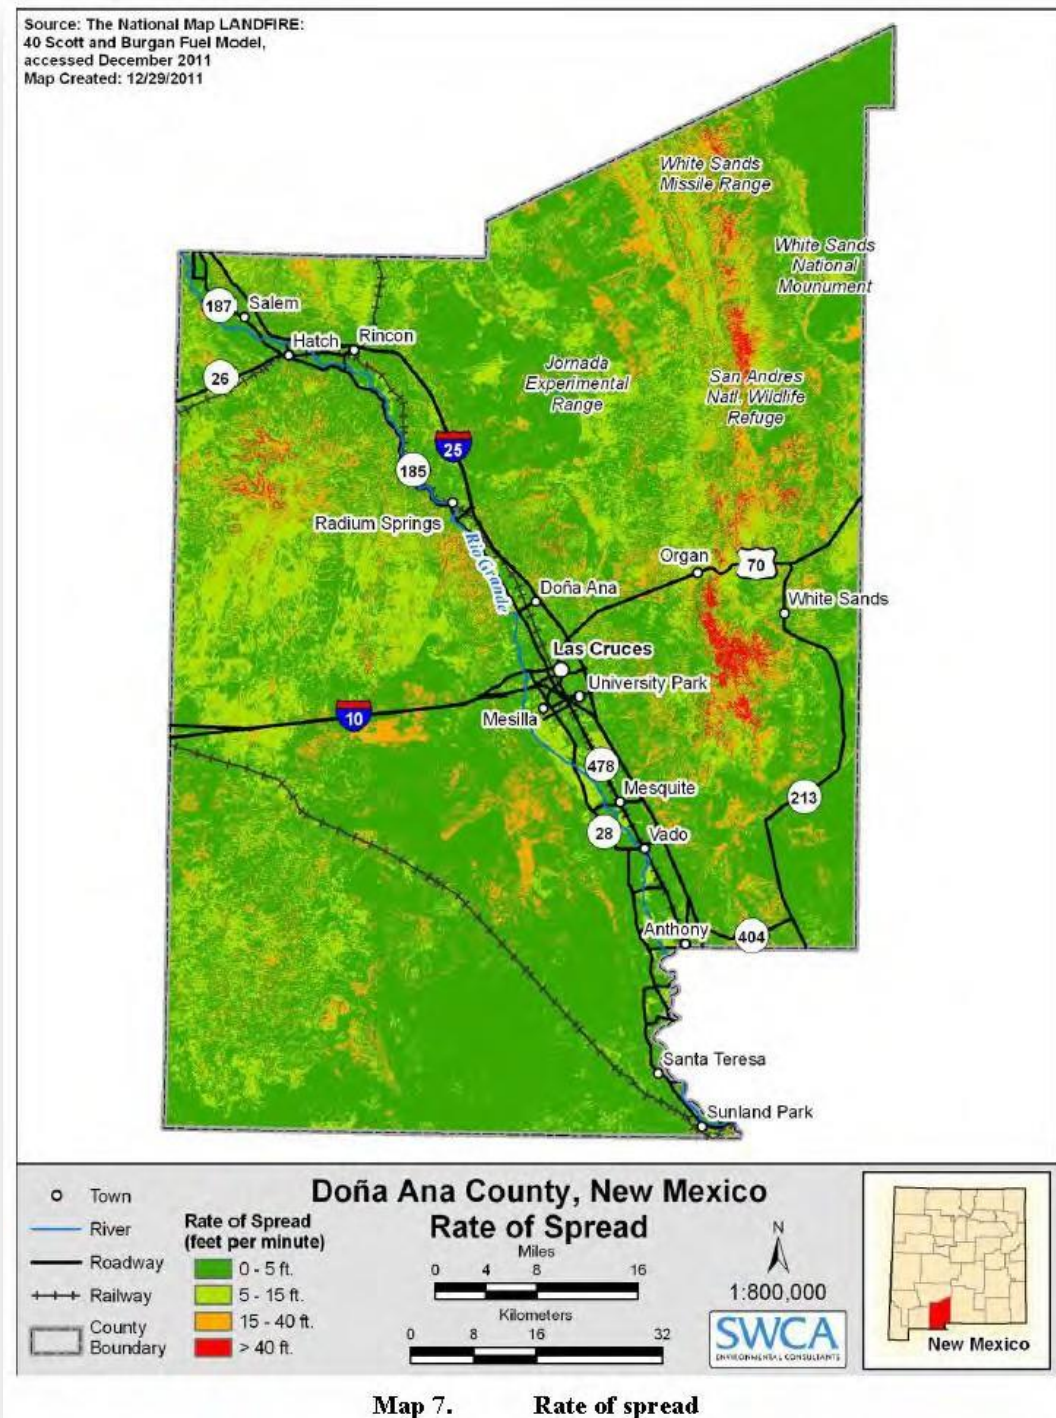 Source: The National Map LANDFIRE:
40 Scott and Burgan Fuel Model,
accessed December 2011
Map Created: 12/29/2011
White Sands
Missile Range
White Sands
National
Mounument
187
Salem
Hatch
Rincon
26
Jornada
Experimental
Range
San Andres
Natl. Wildlife
Refuge
25
185
Radium Springs
Rio Grande
Organ
70
Doña Ana
White Sands
Las Cruces
University Park
10
Mesilla
478
Mesquite
213
28
Vado
Anthony
404
Santa Teresa
Sunland Park
Doña Ana County, New Mexico
Rate of Spread
Town
River
Roadway
Railway
County
Boundary
Rate of Spread
(feet per minute)
0 - 5 ft.
5 - 15 ft.
15 - 40 ft.
> 40 ft.
Miles
0 4 8 16
Kilometers
0 8 16 32
N
1:800,000
SWCA
ENVIRONMENTAL CONSULTANTS
New Mexico
Map 7. Rate of spread